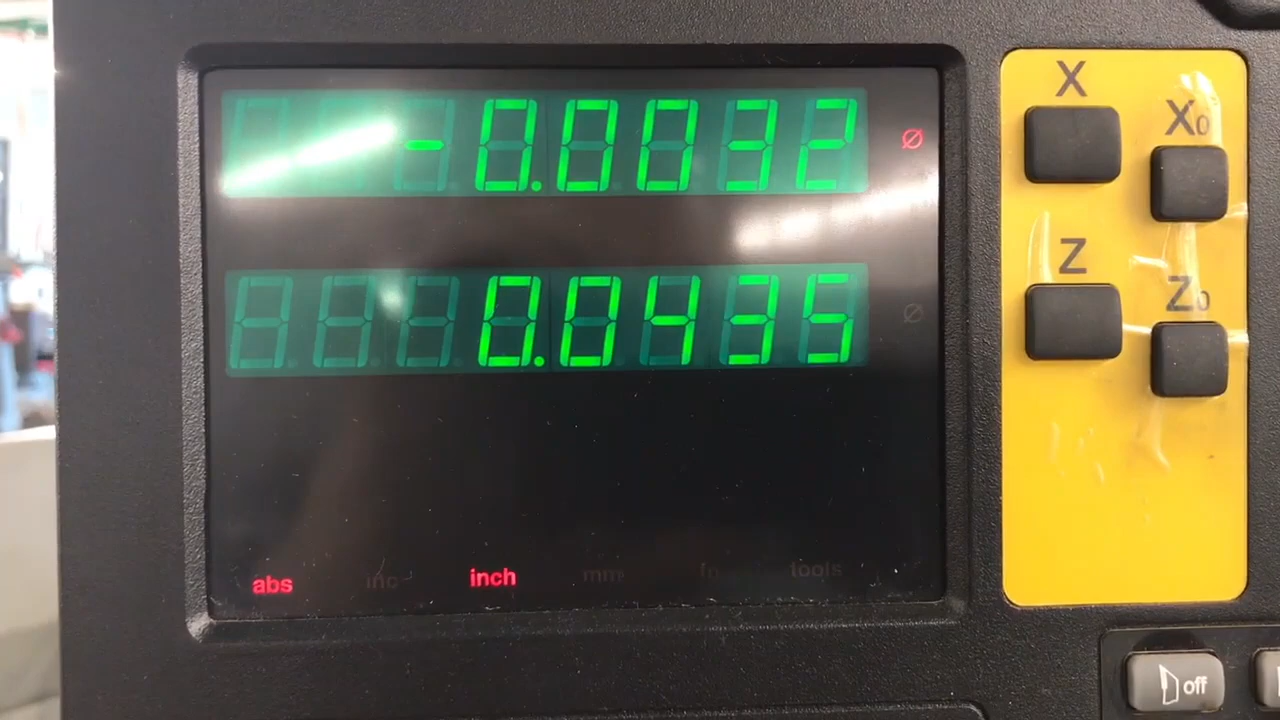 X
X0
-0.0032 Ø
Z
Z0
0.0435 Ø
abs inc inch mm tools
off